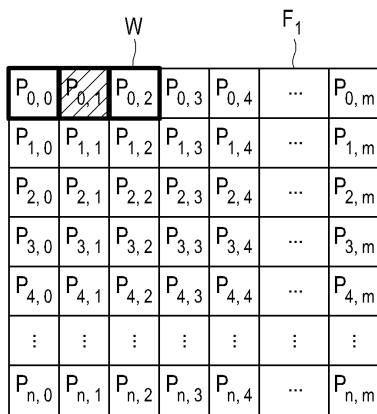 W F₁
P₀,₀ P₀,₁ P₀,₂ P₀,₃ P₀,₄ ... P₀,ₘ
P₁,₀ P₁,₁ P₁,₂ P₁,₃ P₁,₄ ... P₁,ₘ
P₂,₀ P₂,₁ P₂,₂ P₂,₃ P₂,₄ ... P₂,ₘ
P₃,₀ P₃,₁ P₃,₂ P₃,₃ P₃,₄ ... P₃,ₘ
P₄,₀ P₄,₁ P₄,₂ P₄,₃ P₄,₄ ... P₄,ₘ
⋮ ⋮ ⋮ ⋮ ⋮ ... ⋮
Pₙ,₀ Pₙ,₁ Pₙ,₂ Pₙ,₃ Pₙ,₄ ... Pₙ,ₘ